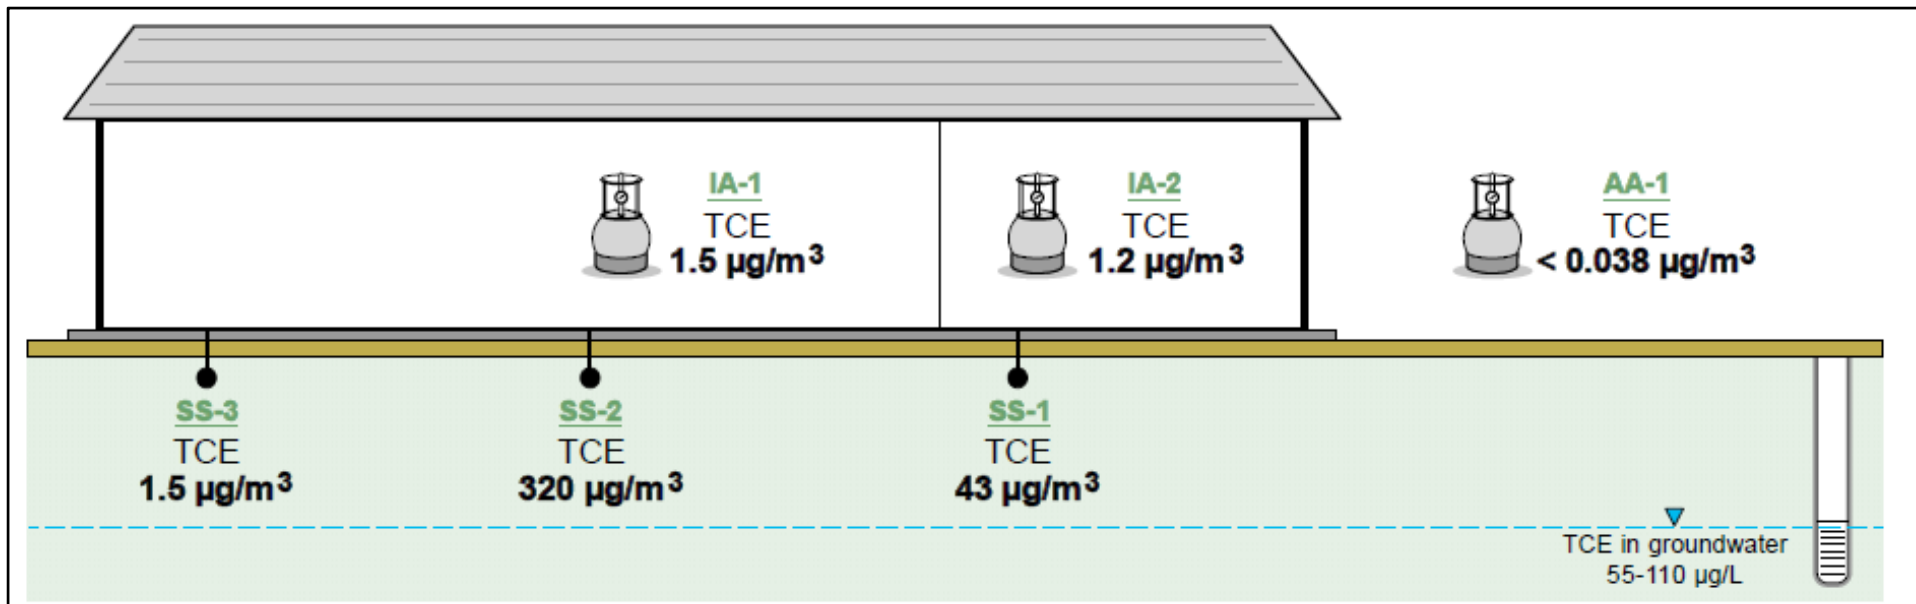 IA-1
TCE
1.5 µg/m³
IA-2
TCE
1.2 µg/m³
AA-1
TCE
< 0.038 µg/m³
SS-3
TCE
1.5 µg/m³
SS-2
TCE
320 µg/m³
SS-1
TCE
43 µg/m³
TCE in groundwater
55-110 µg/L